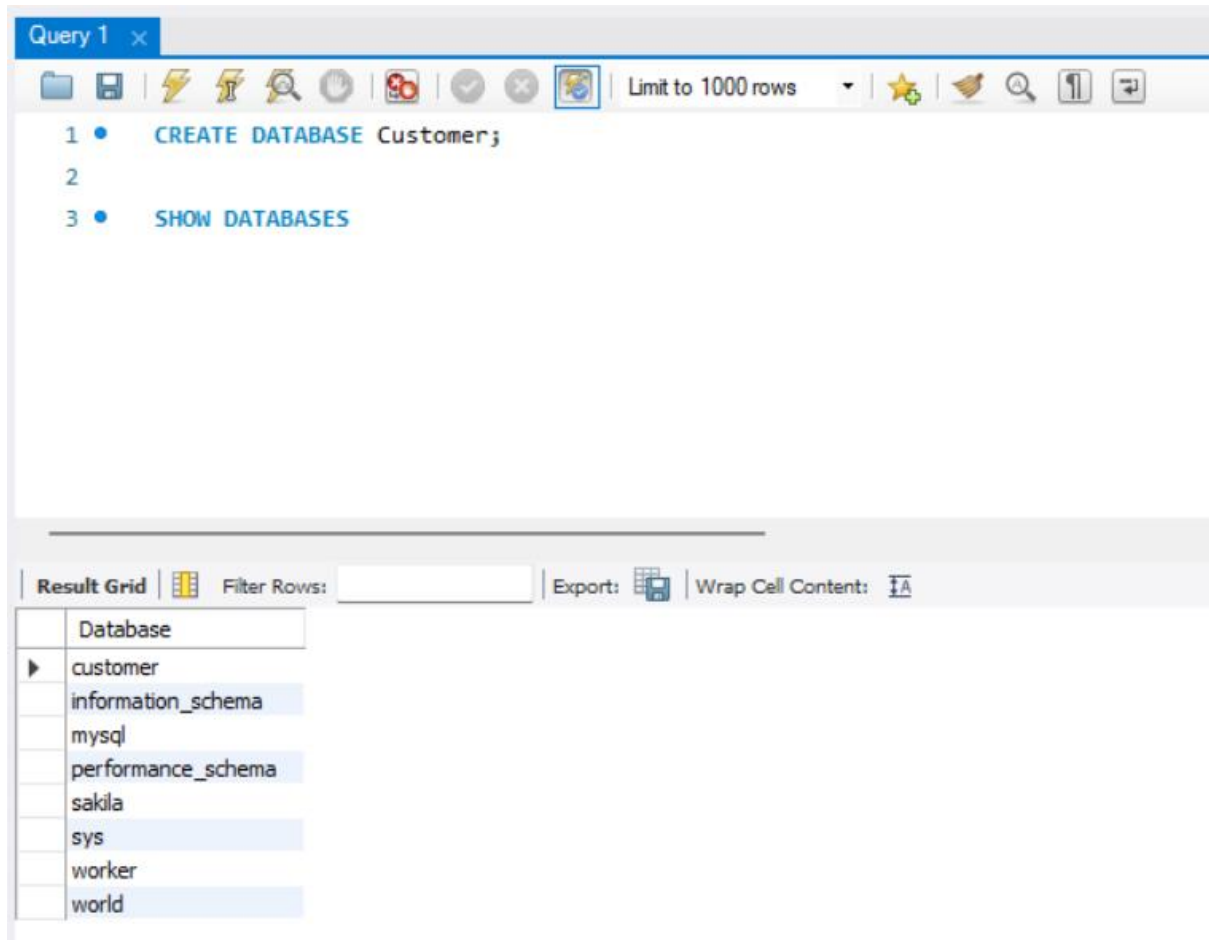 Query 1
Limit to 1000 rows
1 CREATE DATABASE Customer;
2
3 SHOW DATABASES
Result Grid Filter Rows: Export: Wrap Cell Content:
Database
customer
information_schema
mysql
performance_schema
sakila
sys
worker
world